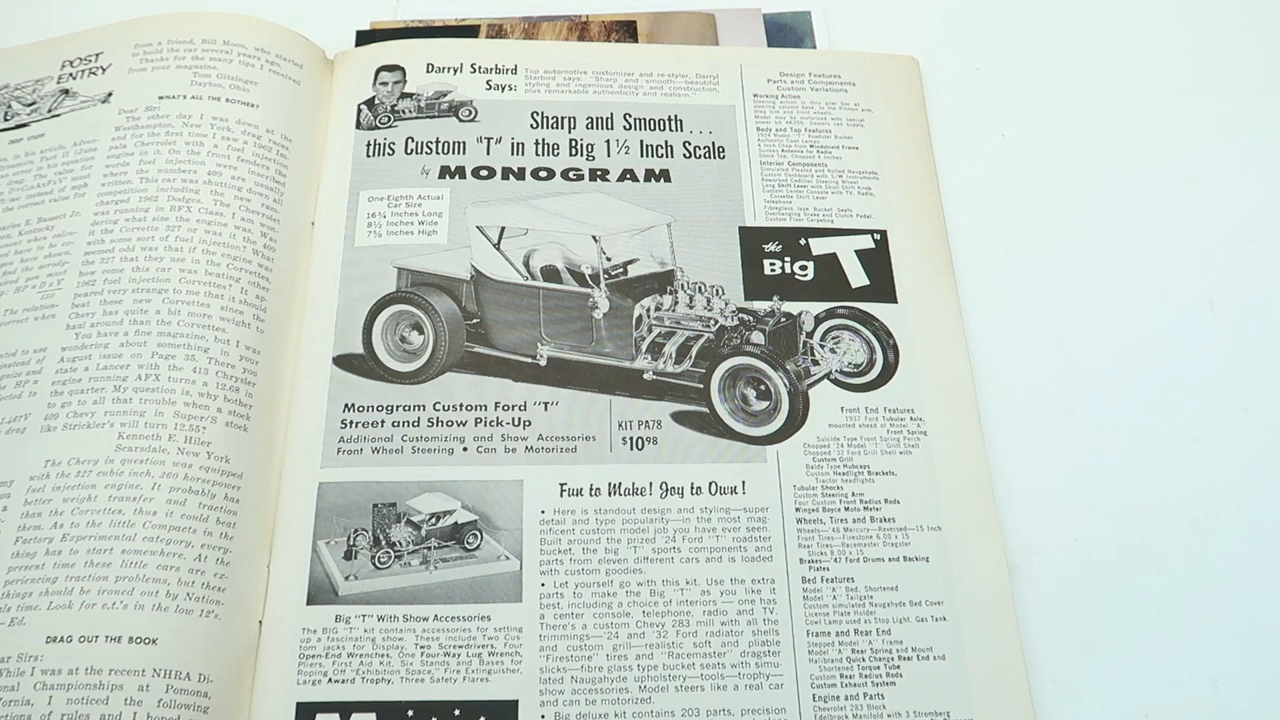 POST
ENTRY
from a friend, Bill Moon, who started
to build the car several years ago.
Thanks for the many tips I received
from your magazine.
Tom Gitzinger
Dayton, Ohio
WHAT'S ALL THE BOTHER?
Dear Sir:
The other day I was down at the
Westhampton, New York, drag races
and for the first time I saw a 1962 Im-
pala Chevrolet with a fuel injection
engine in it. On the front fenders the
words fuel injection were inscribed
where the numbers 409 are usually
written. This car was shutting down all
competition including the new ram
charged 1962 Dodges. The Chevrolet
was running in BFX Class. I am won-
dering what size the engine was. Was
it the Corvette 327 or was it the 409
with some sort of fuel injection? What
seemed odd was that if the engine was
the 327 that they use in the Corvettes,
how come this car was beating other
1962 fuel injection Corvettes? It ap-
peared very strange to me that it should
beat these new Corvettes since the
Chevy has quite a bit more weight to
haul around than the Corvettes.
You have a fine magazine, but I was
wondering about something in your
August issue on Page 35. There you
state a Lancer with the 413 Chrysler
engine running AFX turns a 12.68 in
the quarter. My question is, why bother
to go to all that trouble when a stock
409 Chevy running in Super/S stock
like Strickler's will turn 12.55?
Kenneth E. Hiler
Scarsdale, New York
The Chevy in question was equipped
with the 327 cubic inch, 360 horsepower
fuel injection engine. It probably has
better weight transfer and traction
than the Corvette thus it could beat
them. As to the little Compacts in the
Factory Experimental category, every-
thing has to start somewhere. At the
present time these little cars are ex-
periencing traction problems, but these
things should be ironed out by Nation-
als time. Look for e.t.'s in the low 12's.
—Ed.
DRAG OUT THE BOOK
ear Sirs:
While I was at the recent NHRA Di-
onal Championships at Pomona,
fornia, I noticed the following
Darryl Starbird
Says:
Top automotive customizer and re-styler, Darryl
Starbird says: "Sharp and smooth—beautiful
styling and ingenious design and construction,
plus remarkable authenticity and realism."
Sharp and Smooth...
this Custom "T" in the Big 1½ Inch Scale
by MONOGRAM
One-Eighth Actual
Car Size
16¾ Inches Long
8½ Inches Wide
7⅞ Inches High
the
Big "T"
Monogram Custom Ford "T"
Street and Show Pick-Up
Additional Customizing and Show Accessories
Front Wheel Steering • Can be Motorized
KIT PA78
$10.98
Big "T" With Show Accessories
The BIG "T" kit contains accessories for setting
up a fascinating show. These include Two Cus-
tom jacks for Display, Two Screwdrivers, Four
Open-End Wrenches, One Four-Way Lug Wrench,
Pliers, First Aid Kit, Six Stands and Bases for
Roping Off "Exhibition Space," Fire Extinguisher,
Large Award Trophy, Three Safety Flares.
Fun to Make! Joy to Own!
• Here is standout design and styling—super
detail and type popularity—in the most mag-
nificent custom model job you have ever seen.
Built around the prized '24 Ford "T" roadster
bucket, the big "T" sports components and
parts from eleven different cars and is loaded
with custom goodies.
• Let yourself go with this kit. Use the extra
parts to make the Big "T" as you like it
best, including a choice of interiors — one has
a center console, telephone, radio and TV.
There's a custom Chevy 283 mill with all the
trimmings—'24 and '32 Ford radiator shells
and custom grill—realistic soft and pliable
"Firestone" tires and "Racemaster" dragster
slicks—fibre glass type bucket seats with simu-
lated Naugahyde upholstery—tools—trophy—
show accessories. Model steers like a real car
and can be motorized.
• Big deluxe kit contains 203 parts, precision
Design Features
Parts and Components
Custom Variations
Working Action
Steering action is thru gear box at
steering column base, to the Pitman arm,
drag link and front wheels.
Model may be motorized with special
Body and Top Features
1924 Model "T" Roadster Bucket
Authentic Cowl Lamps
4 Inch Chop from Windshield Frame
Sunken Antenna for Radio
Stock Top, Chopped 4 Inches
Interior Components
Simulated Pleated and Rolled Naugahyde,
Custom Dashboard with S/W Instruments
Reworked Cadillac Steering Wheel
Long Shift Lever with Skull Shift Knob
Custom Center Console with TV, Radio,
Corvette Shift Lever
Telephone
Fibreglass type Bucket Seats
Overhanging Brake and Clutch Pedal
Custom Floor Carpeting
Front End Features
1937 Ford Tubular Axle,
mounted ahead of Model "A"
Front Spring
Suicide Type Front Spring Perch
Chopped '24 Model "T" Grill Shell
Chopped '32 Ford Grill Shell with
Custom Grill
Baldy Type Hubcaps
Custom Headlight Brackets,
Tractor headlights
Tubular Shocks
Custom Steering Arm
Four Custom Front Radius Rods
Winged Boyce Moto-Meter
Wheels, Tires and Brakes
Wheels—'48 Mercury—Reversed—15 Inch
Front Tires—Firestone 6.00 x 15
Rear Tires—Racemaster Dragster
Slicks 8.00 x 15
Brakes—'47 Ford Drums and Backing
Plates
Bed Features
Model "A" Bed, Shortened
Model "A" Tailgate
Custom simulated Naugahyde Bed Cover
License Plate Holder
Cowl Lamp used as Stop Light. Gas Tank.
Frame and Rear End
Stepped Model "A" Frame
Model "A" Rear Spring and Mount
Halibrand Quick Change Rear End and
Shortened Torque Tube
Custom Rear Radius Rods
Custom Exhaust System
Engine and Parts
Chevrolet 283 Block
Edelbrock Manifold with 3 Stromberg